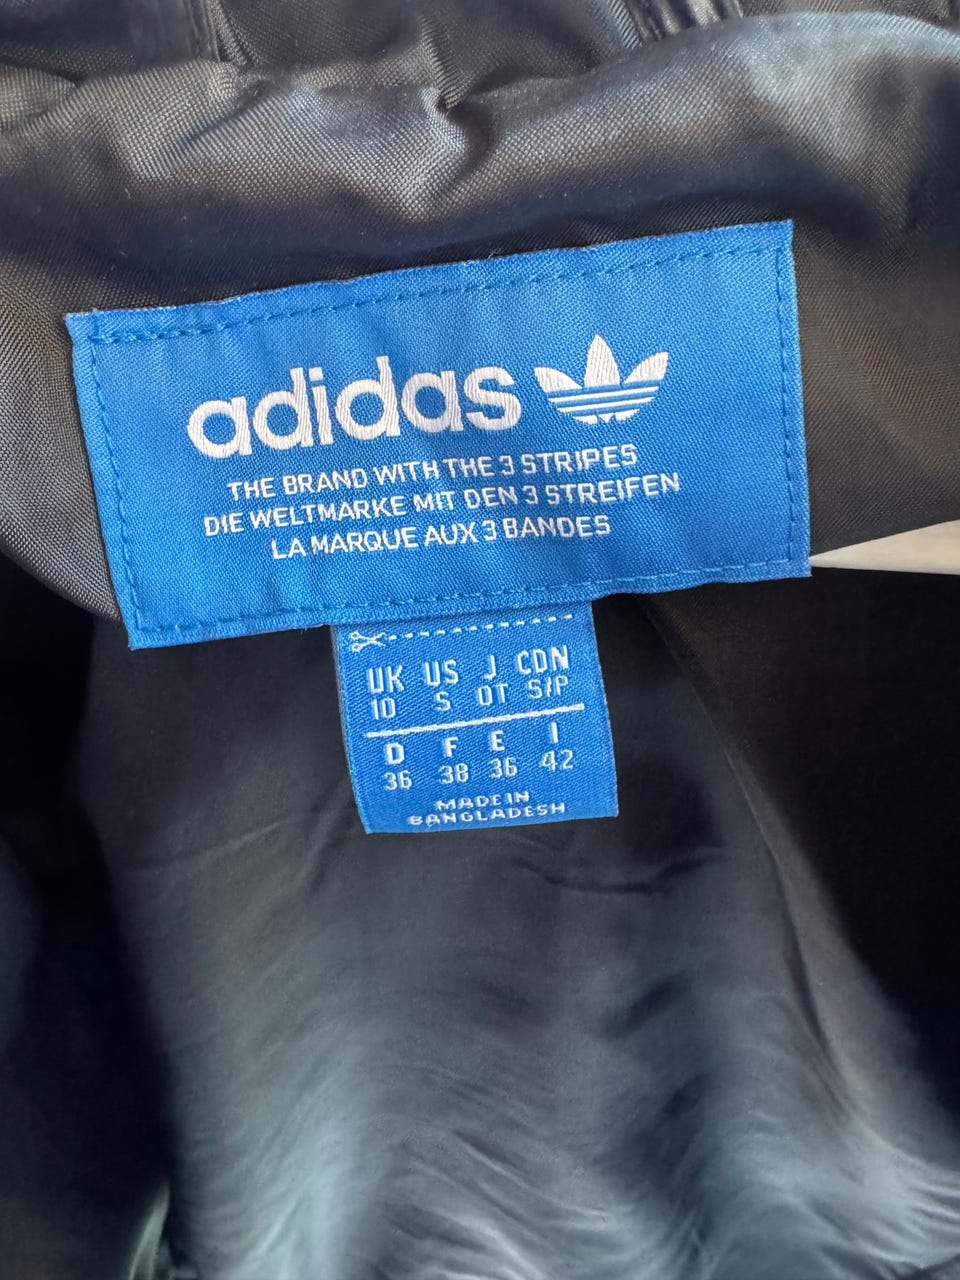 adidas
THE BRAND WITH THE 3 STRIPES
DIE WELTMARKE MIT DEN 3 STREIFEN
LA MARQUE AUX 3 BANDES
UK US J CDN
10 S OT S/P
D F E I
36 38 36 42
MADE IN
BANGLADESH